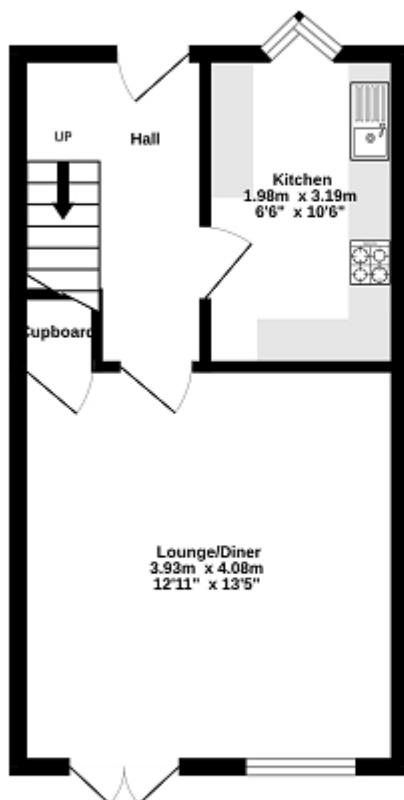 UP
Hall
Kitchen
1.98m x 3.19m
6'6" x 10'6"
Cupboard
Lounge/Diner
3.93m x 4.08m
12'11" x 13'5"